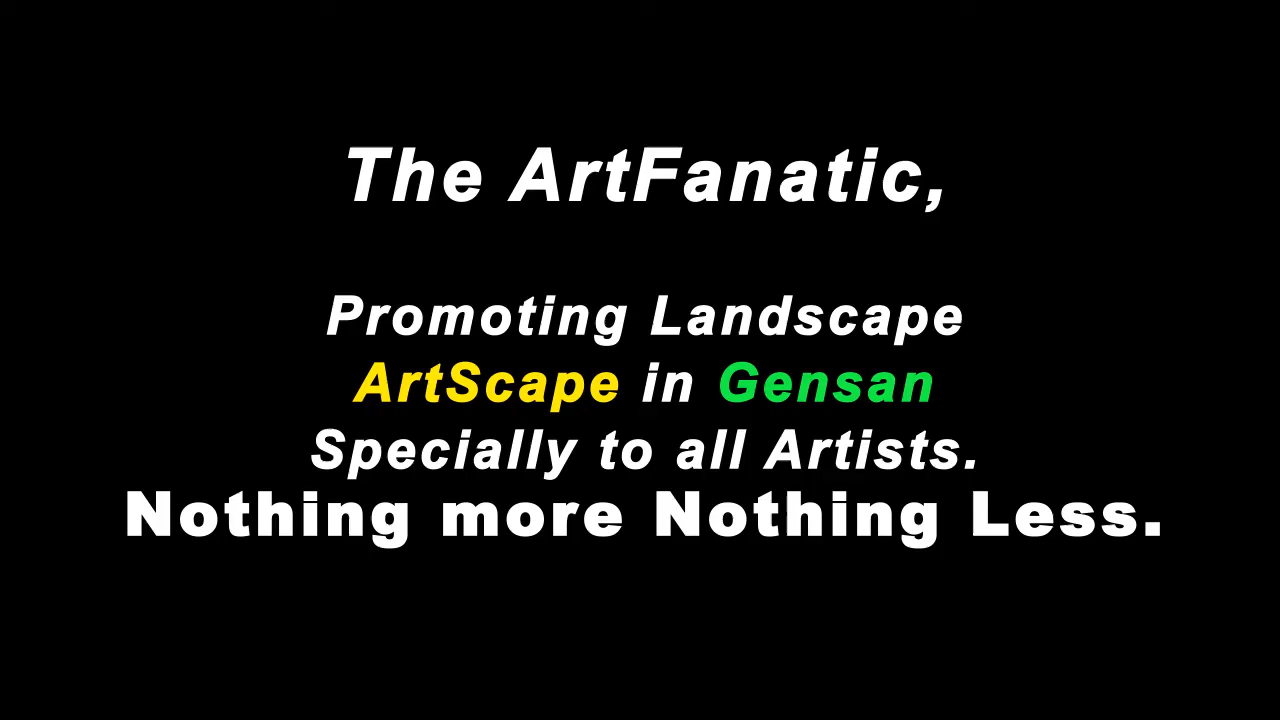 The ArtFanatic,
Promoting Landscape
ArtScape in Gensan
Specially to all Artists.
Nothing more Nothing Less.